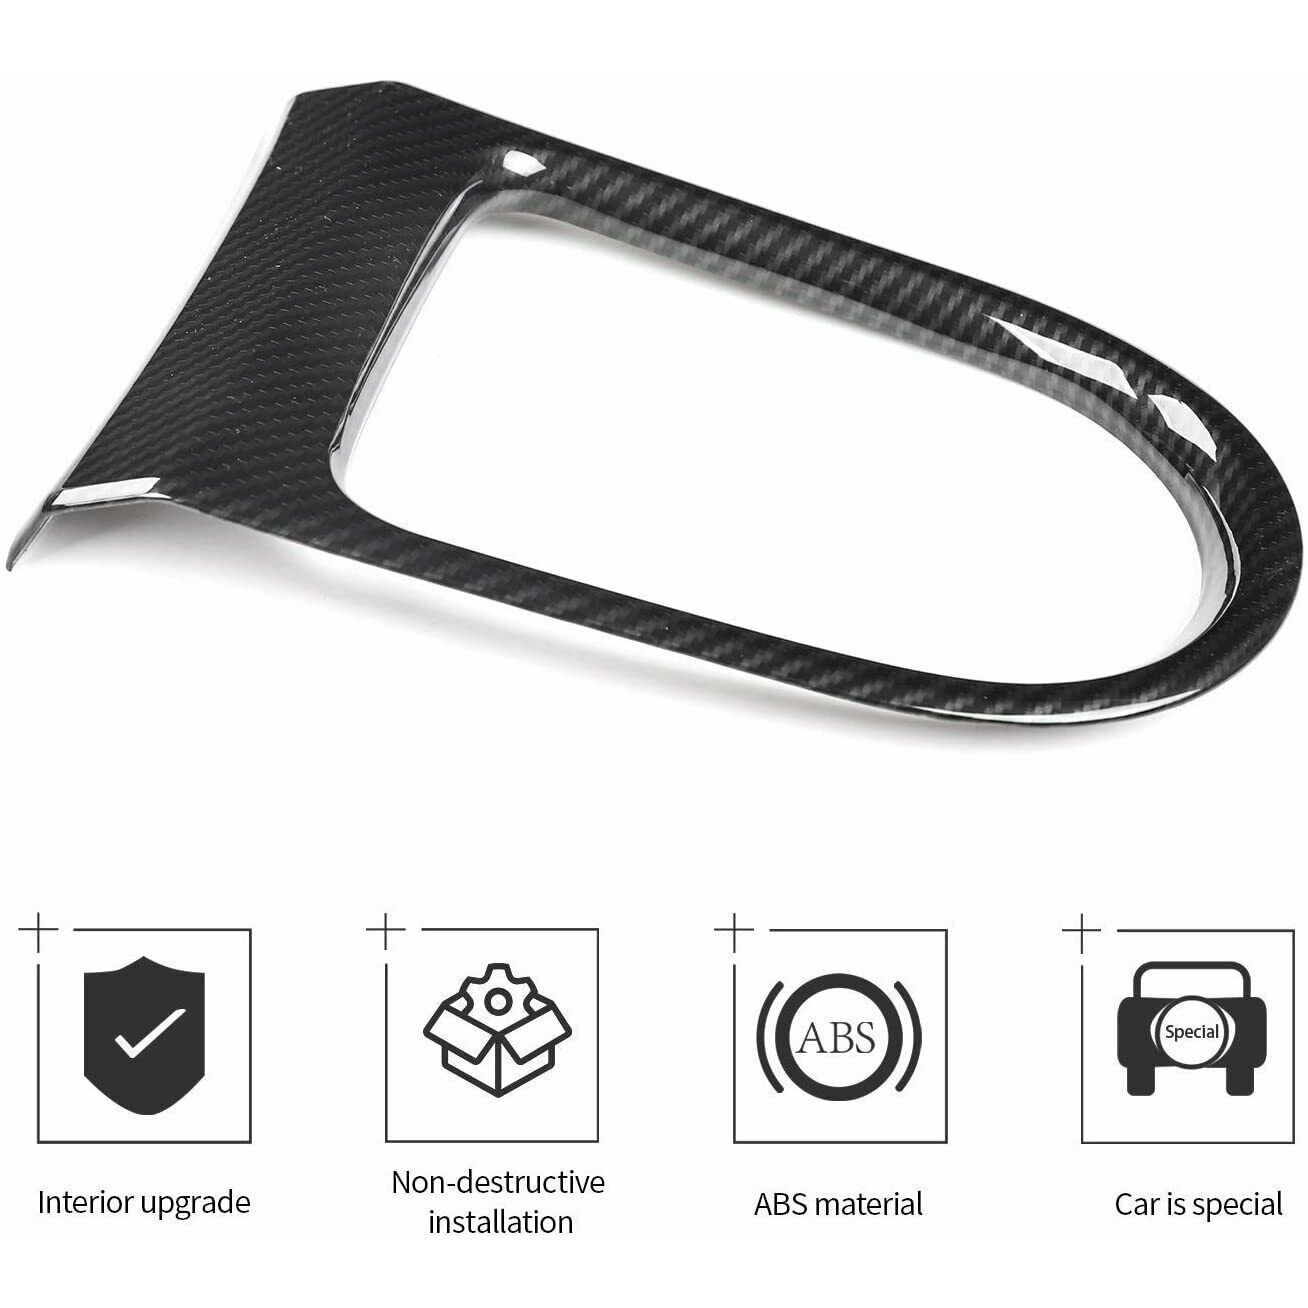 ABS
Special
Interior upgrade
Non-destructive
installation
ABS material
Car is special